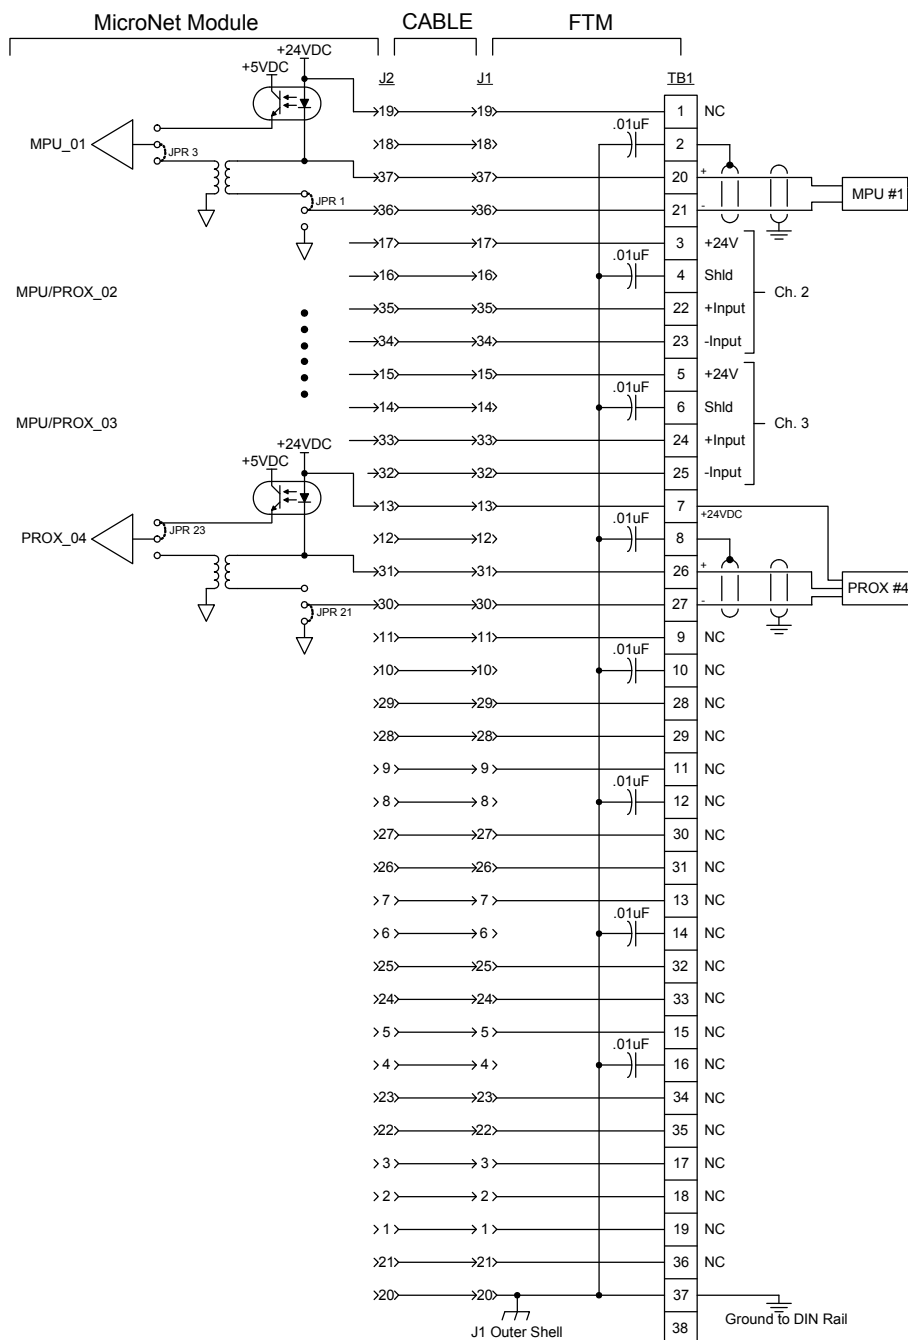 MicroNet Module CABLE FTM
+24VDC
+5VDC J2 J1 TB1
19 19 1 NC
.01uF
MPU_01 18 18 2
JPR 3
37 37 20 + MPU #1
JPR 1
36 36 21 -
17 17 3 +24V
.01uF
16 16 4 Shld
MPU/PROX_02 Ch. 2
35 35 22 +Input
34 34 23 -Input
15 15 5 +24V
.01uF
14 14 6 Shld
MPU/PROX_03 Ch. 3
33 33 24 +Input
+24VDC
+5VDC
32 32 25 -Input
13 13 7
+24VDC
.01uF
JPR 23
PROX_04 12 12 8
31 31 26 +
PROX #4
30 30 27 -
JPR 21
11 11 9 NC
.01uF
10 10 10 NC
29 29 28 NC
28 28 29 NC
9 9 11 NC
.01uF
8 8 12 NC
27 27 30 NC
26 26 31 NC
7 7 13 NC
.01uF
6 6 14 NC
25 25 32 NC
24 24 33 NC
5 5 15 NC
.01uF
4 4 16 NC
23 23 34 NC
22 22 35 NC
3 3 17 NC
2 2 18 NC
1 1 19 NC
21 21 36 NC
20 20 37
Ground to DIN Rail
J1 Outer Shell 38